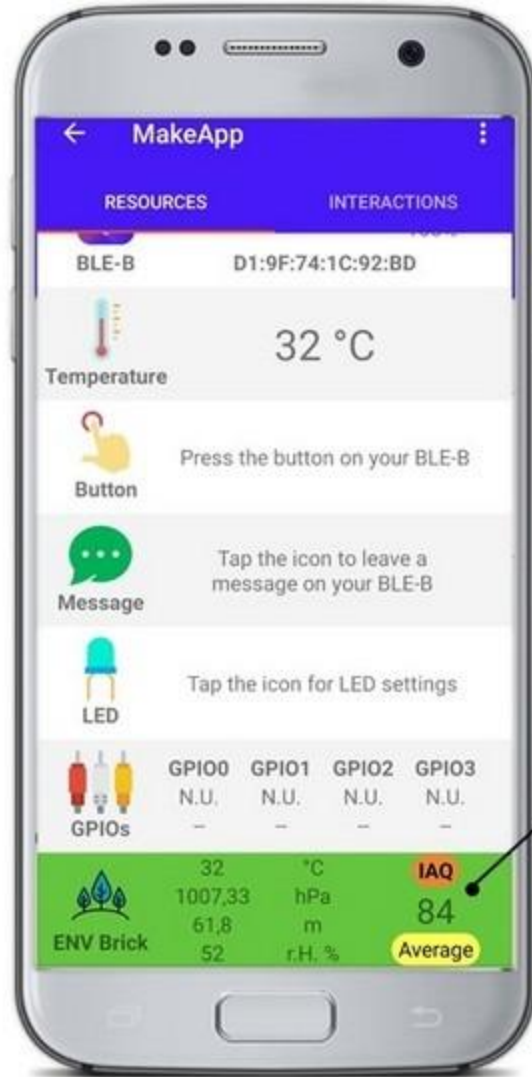 MakeApp
RESOURCES INTERACTIONS
BLE-B D1:9F:74:1C:92:BD
Temperature 32 °C
Button Press the button on your BLE-B
Message Tap the icon to leave a
message on your BLE-B
LED Tap the icon for LED settings
GPIOs GPIO0 GPIO1 GPIO2 GPIO3
N.U. N.U. N.U. N.U.
– – – –
ENV Brick
32 °C
1007,33 hPa
61,8 m
52 r.H. %
IAQ
84
Average